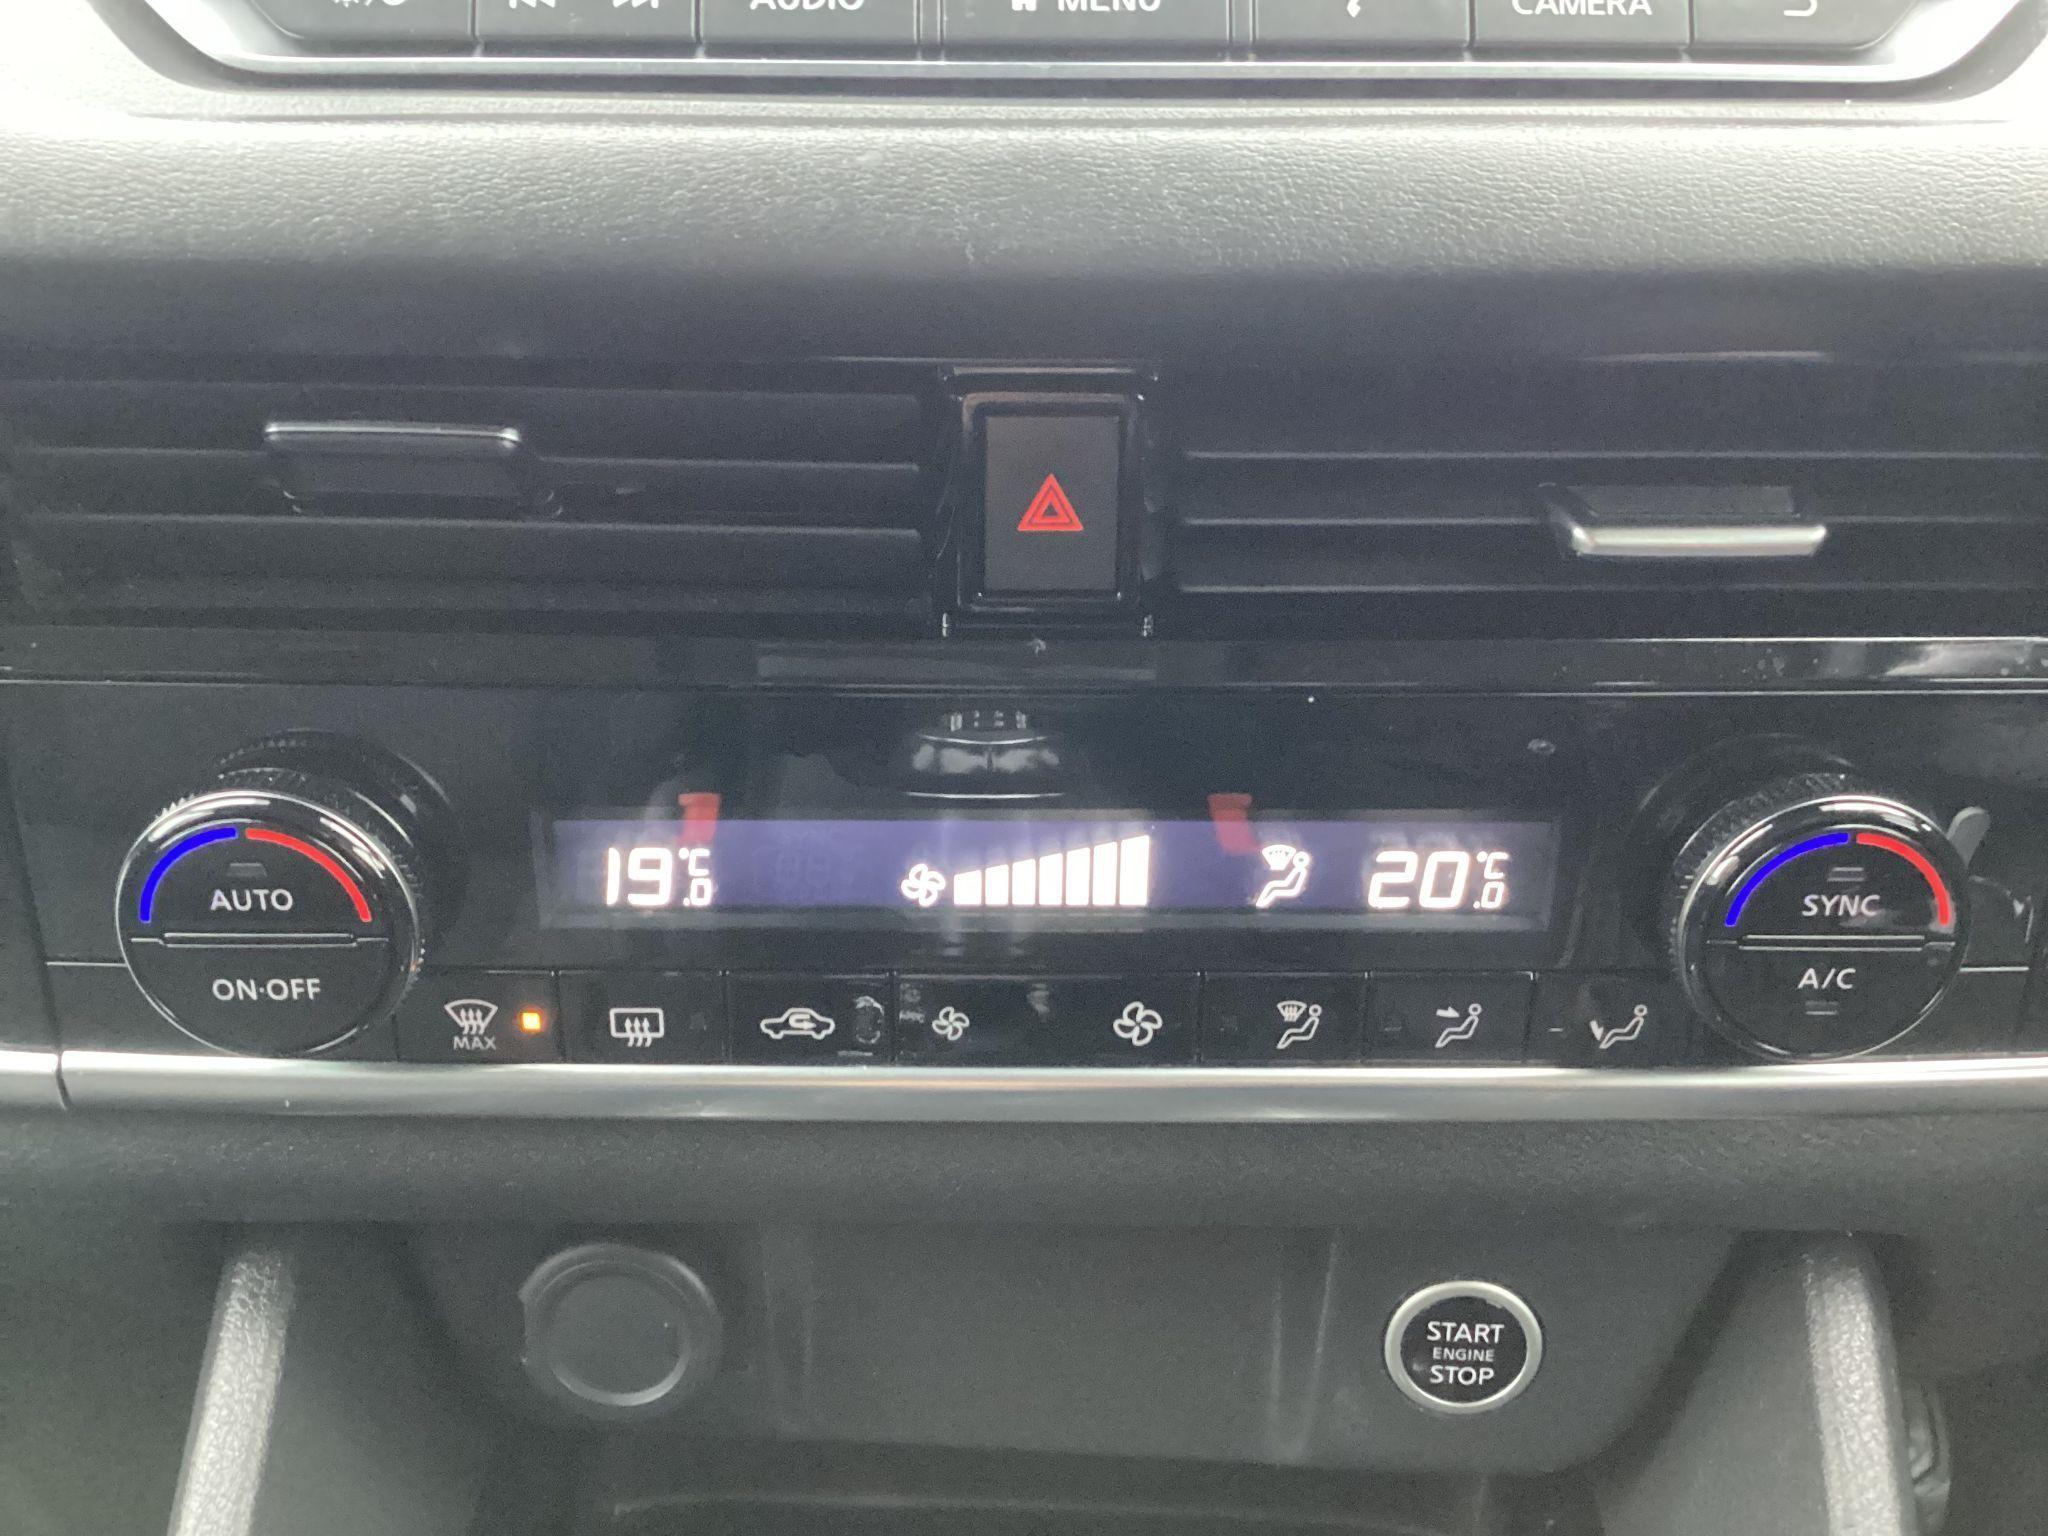 AUDIO
MENU
CAMERA
19.0°C
20.0°C
AUTO
ON·OFF
MAX
SYNC
A/C
START
ENGINE
STOP